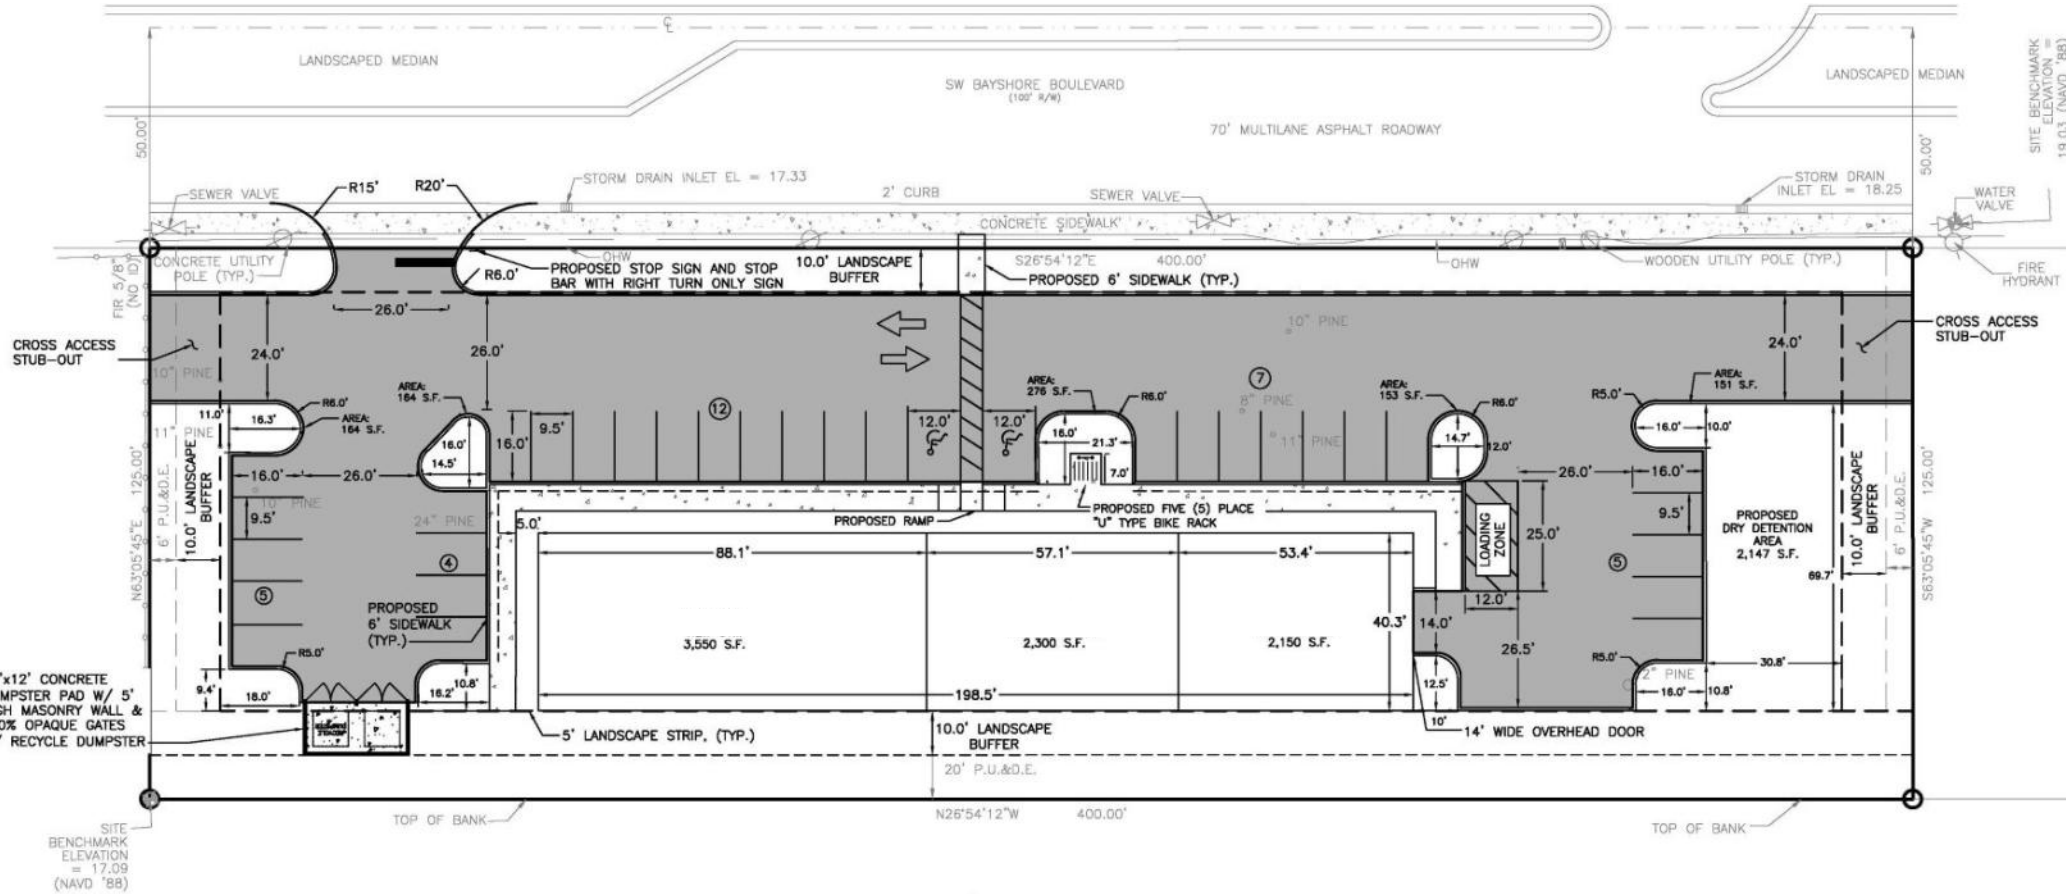 LANDSCAPED MEDIAN
SW BAYSHORE BOULEVARD
(100' R/W)
70' MULTILANE ASPHALT ROADWAY
LANDSCAPED MEDIAN
SITE BENCHMARK
ELEVATION =
19.03 (NAVD '88)
50.00'
50.00'
SEWER VALVE
R15'
R20'
STORM DRAIN INLET EL = 17.33
2' CURB
SEWER VALVE
CONCRETE SIDEWALK
STORM DRAIN
INLET EL = 18.25
WATER
VALVE
FIR 5/8"
(NO ID)
CONCRETE UTILITY
POLE (TYP.)
R6.0'
PROPOSED STOP SIGN AND STOP
BAR WITH RIGHT TURN ONLY SIGN
OHW
10.0' LANDSCAPE
BUFFER
S26°54'12"E 400.00'
PROPOSED 6' SIDEWALK (TYP.)
OHW
WOODEN UTILITY POLE (TYP.)
FIRE
HYDRANT
26.0'
CROSS ACCESS
STUB-OUT
24.0'
26.0'
10" PINE
24.0'
CROSS ACCESS
STUB-OUT
10" PINE
AREA:
164 S.F.
AREA:
276 S.F.
7
8" PINE
AREA:
153 S.F.
AREA:
151 S.F.
11.0'
16.3'
R6.0'
AREA:
164 S.F.
12
R6.0'
R6.0'
R5.0'
11" PINE
16.0'
14.5'
16.0'
9.5'
12.0'
12.0'
16.0'
21.3'
7.0'
11" PINE
14.7'
12.0'
16.0'
10.0'
N63°05'45"E 125.00'
6' P.U.&D.E.
10.0' LANDSCAPE
BUFFER
16.0'
26.0'
10" PINE
9.5'
24" PINE
5.0'
PROPOSED RAMP
PROPOSED FIVE (5) PLACE
"U" TYPE BIKE RACK
LOADING
ZONE
25.0'
26.0'
16.0'
9.5'
PROPOSED
DRY DETENTION
AREA
2,147 S.F.
10.0' LANDSCAPE
BUFFER
6' P.U.&D.E.
S63°05'45"W 125.00'
88.1'
57.1'
53.4'
4
5
5
69.7'
12.0'
PROPOSED
6' SIDEWALK
(TYP.)
3,550 S.F.
2,300 S.F.
2,150 S.F.
40.3'
14.0'
26.5'
R5.0'
R5.0'
30.8'
2" PINE
'x12' CONCRETE
MPSTER PAD W/ 5'
GH MASONRY WALL &
0% OPAQUE GATES
RECYCLE DUMPSTER
9.4'
18.0'
16.2'
10.8'
198.5'
12.5'
10'
16.0'
10.8'
5' LANDSCAPE STRIP. (TYP.)
10.0' LANDSCAPE
BUFFER
14' WIDE OVERHEAD DOOR
20' P.U.&D.E.
TOP OF BANK
N26°54'12"W 400.00'
TOP OF BANK
SITE
BENCHMARK
ELEVATION
= 17.09
(NAVD '88)